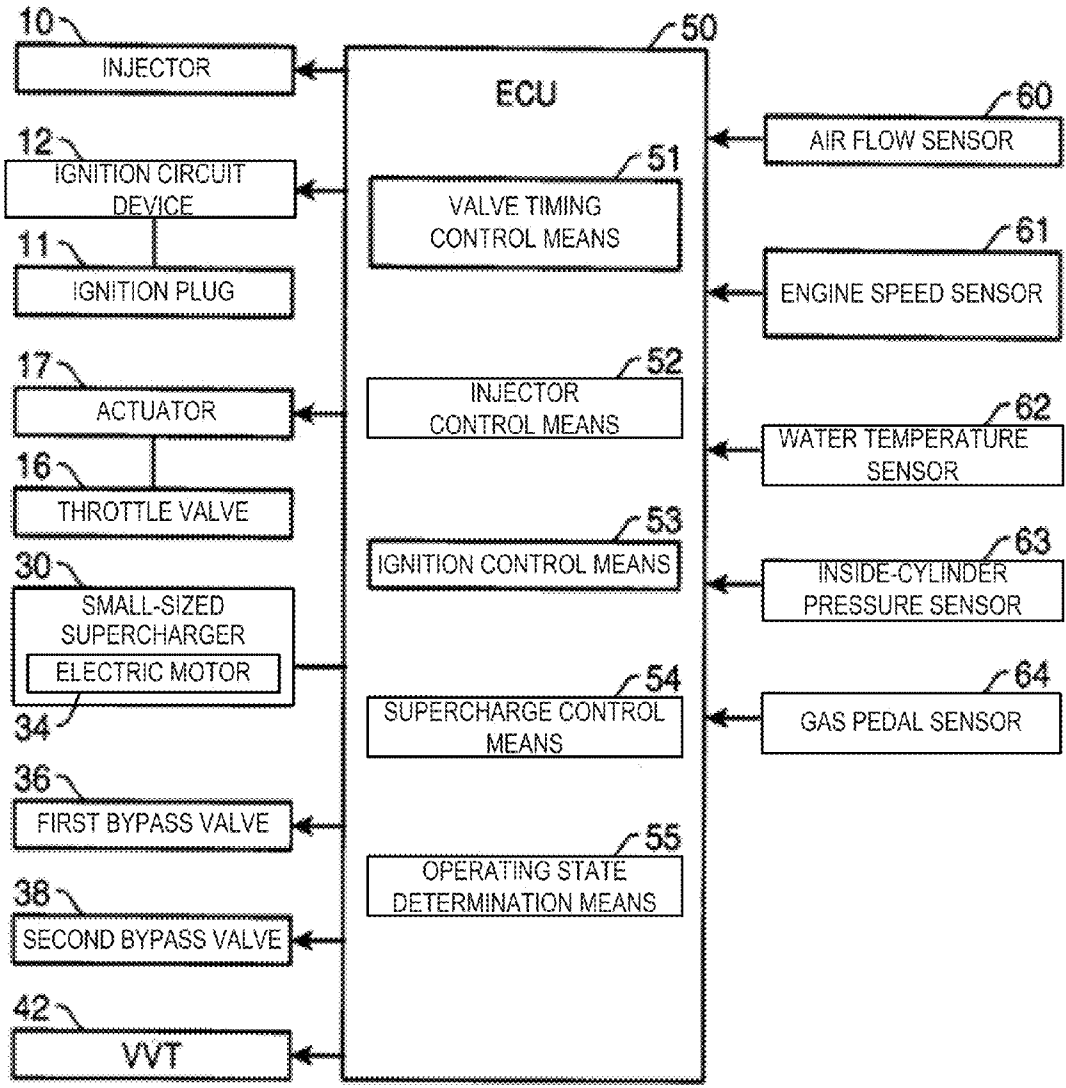 10
INJECTOR
12
IGNITION CIRCUIT
DEVICE
11
IGNITION PLUG
17
ACTUATOR
16
THROTTLE VALVE
30
SMALL-SIZED
SUPERCHARGER
ELECTRIC MOTOR
34
36
FIRST BYPASS VALVE
38
SECOND BYPASS VALVE
42
VVT
50
ECU
51
VALVE TIMING
CONTROL MEANS
52
INJECTOR
CONTROL MEANS
53
IGNITION CONTROL MEANS
54
SUPERCHARGE CONTROL
MEANS
55
OPERATING STATE
DETERMINATION MEANS
60
AIR FLOW SENSOR
61
ENGINE SPEED SENSOR
62
WATER TEMPERATURE
SENSOR
63
INSIDE-CYLINDER
PRESSURE SENSOR
64
GAS PEDAL SENSOR